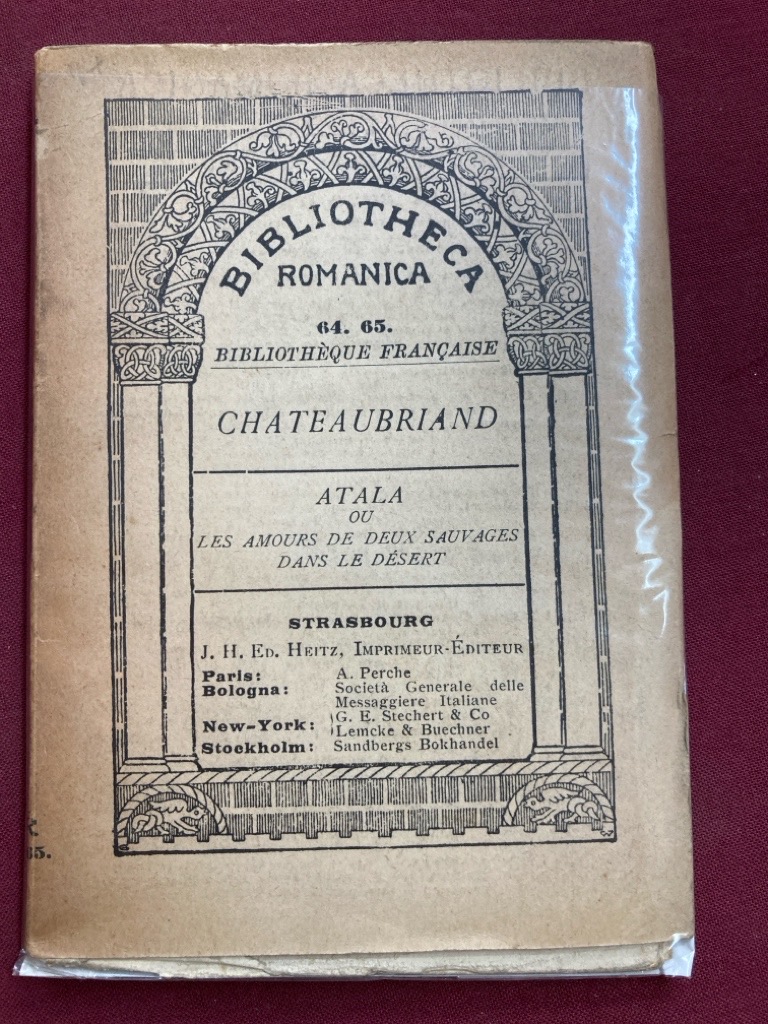 BIBLIOTHECA
ROMANICA
64. 65.
BIBLIOTHÈQUE FRANÇAISE
CHATEAUBRIAND
ATALA
OU
LES AMOURS DE DEUX SAUVAGES
DANS LE DÉSERT
STRASBOURG
J. H. ED. HEITZ, IMPRIMEUR-ÉDITEUR
Paris: A. Perche
Bologna: Società Generale delle
Messaggiere Italiane
New-York: G. E. Stechert & Co
Lemcke & Buechner
Stockholm: Sandbergs Bokhandel